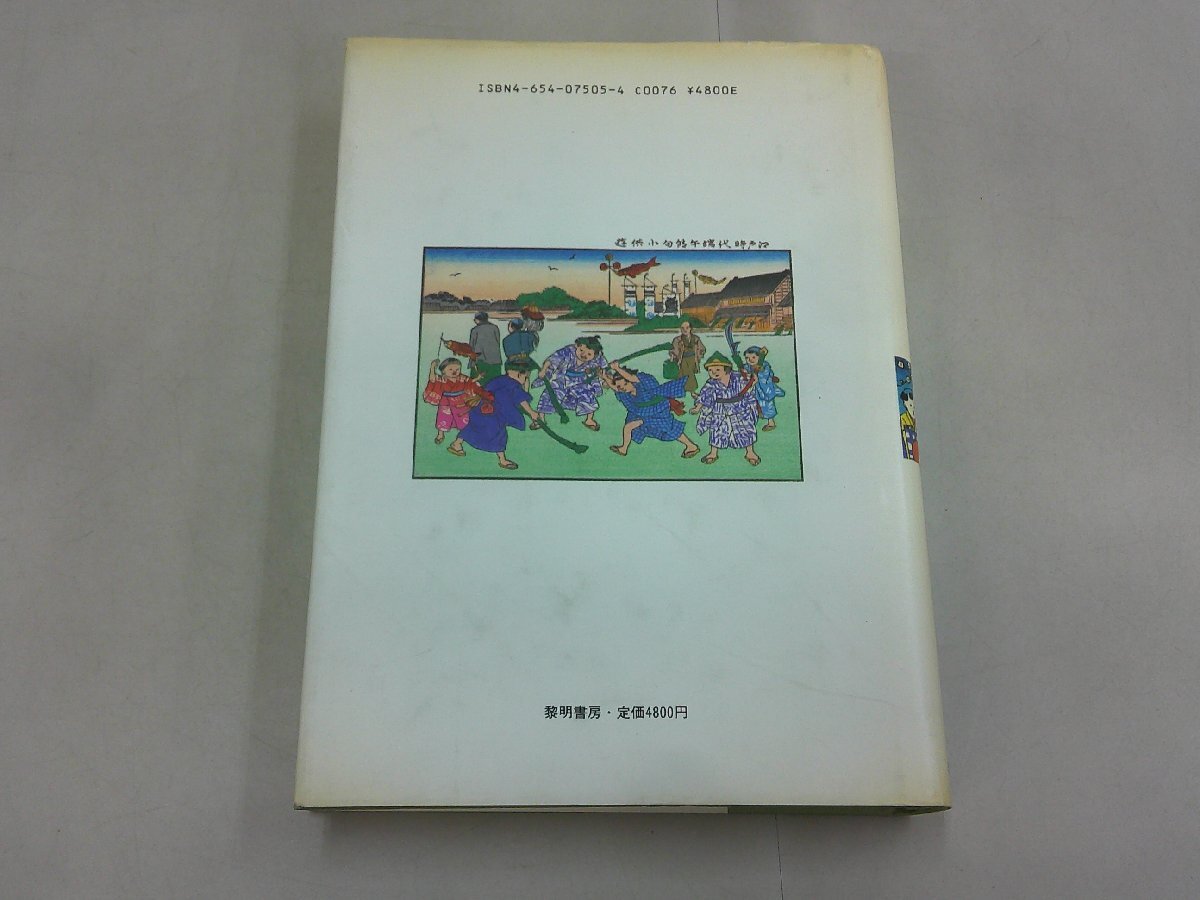 ISBN4-654-07505-4 C0076 ¥4800E
江戸時代端午節句小供遊
黎明書房・定価4800円